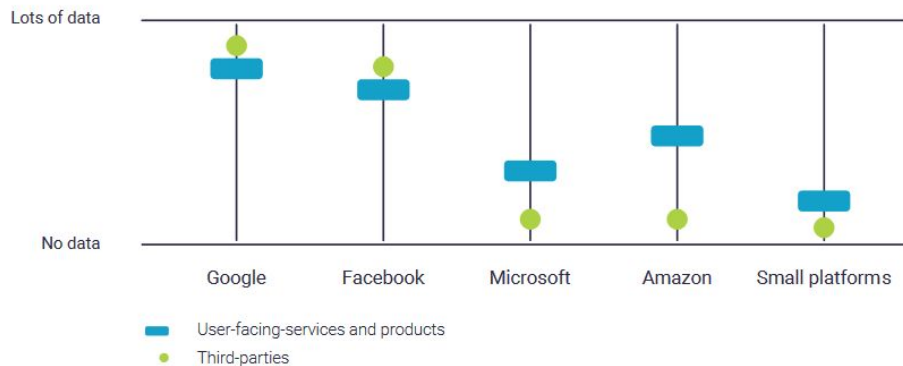 Lots of data
No data
Google
Facebook
Microsoft
Amazon
Small platforms
User-facing-services and products
Third-parties